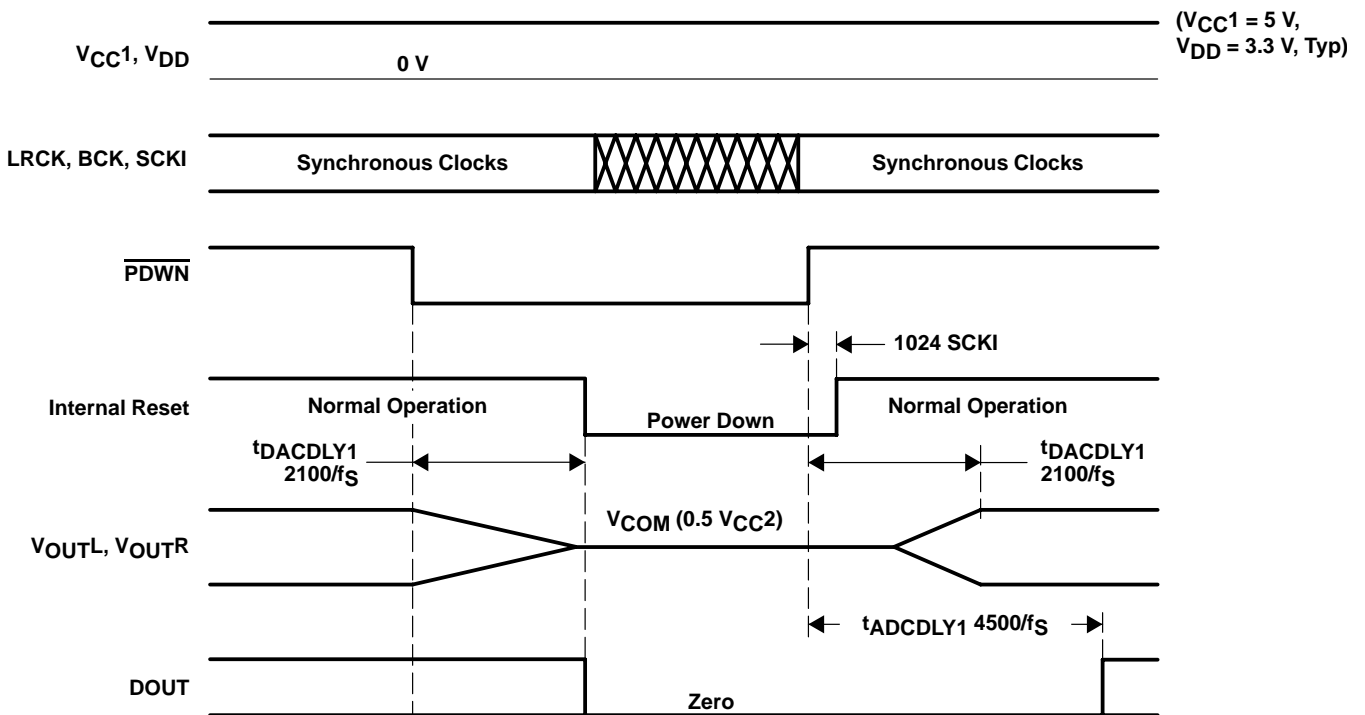 (VCC1 = 5 V,
VDD = 3.3 V, Typ)
VCC1, VDD
0 V
LRCK, BCK, SCKI
Synchronous Clocks
Synchronous Clocks
PDWN
1024 SCKI
Internal Reset
Normal Operation
Power Down
Normal Operation
tDACDLY1
2100/fS
tDACDLY1
2100/fS
VCOM (0.5 VCC2)
VOUTL, VOUTR
tADCDLY1 4500/fS
DOUT
Zero